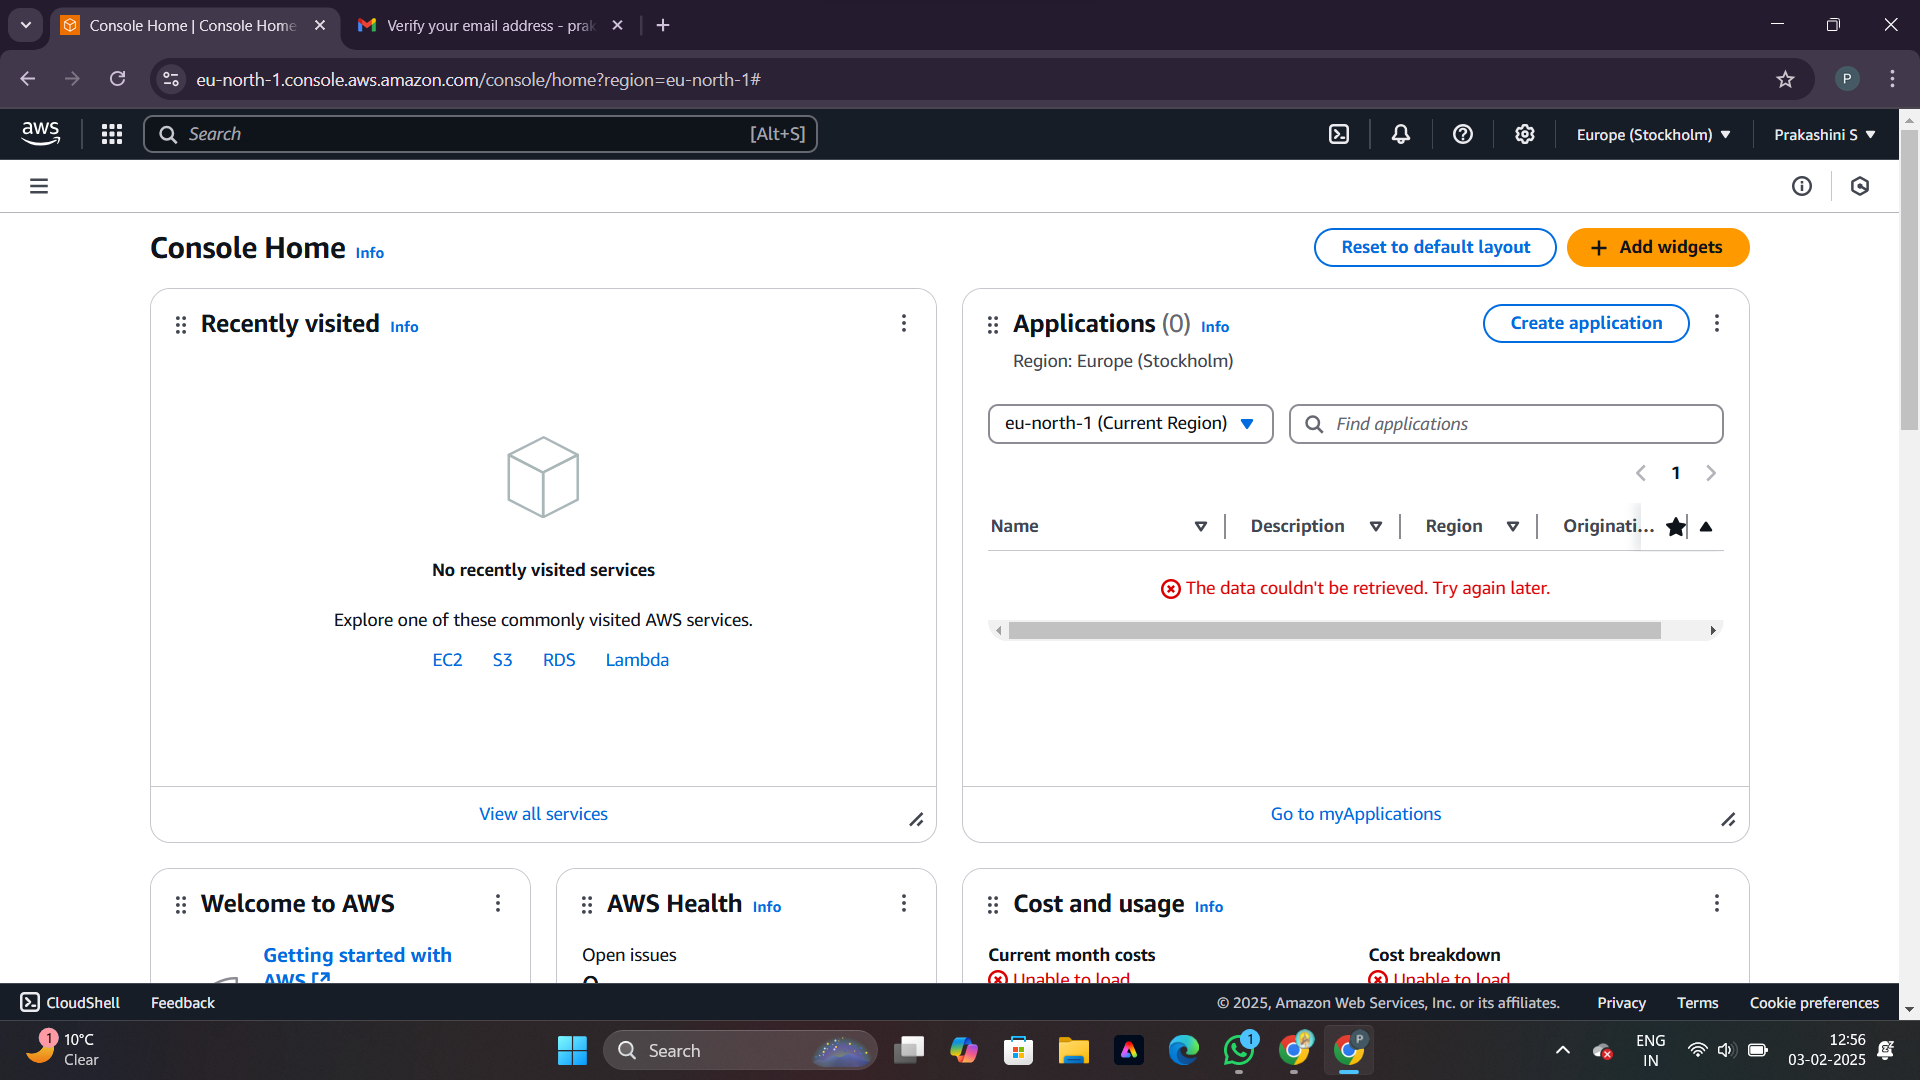 Console Home | Console Home
Verify your email address - prak
eu-north-1.console.aws.amazon.com/console/home?region=eu-north-1#
P
aws
Search
[Alt+S]
Europe (Stockholm)
Prakashini S
Console Home Info
Reset to default layout
Add widgets
Recently visited Info
No recently visited services
Explore one of these commonly visited AWS services.
EC2 S3 RDS Lambda
View all services
Applications (0) Info
Create application
Region: Europe (Stockholm)
eu-north-1 (Current Region)
Find applications
1
Name Description Region Originati...
The data couldn't be retrieved. Try again later.
Go to myApplications
Welcome to AWS
Getting started with
AWS
AWS Health Info
Open issues
Cost and usage Info
Current month costs
Unable to load
Cost breakdown
Unable to load
CloudShell
Feedback
© 2025, Amazon Web Services, Inc. or its affiliates.
Privacy
Terms
Cookie preferences
1
10°C
Clear
Search
1
P
ENG
IN
12:56
03-02-2025